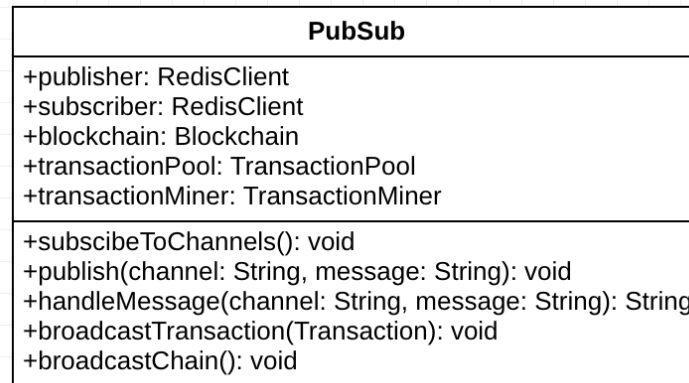 PubSub
+publisher: RedisClient
+subscriber: RedisClient
+blockchain: Blockchain
+transactionPool: TransactionPool
+transactionMiner: TransactionMiner
+subscibeToChannels(): void
+publish(channel: String, message: String): void
+handleMessage(channel: String, message: String): String
+broadcastTransaction(Transaction): void
+broadcastChain(): void